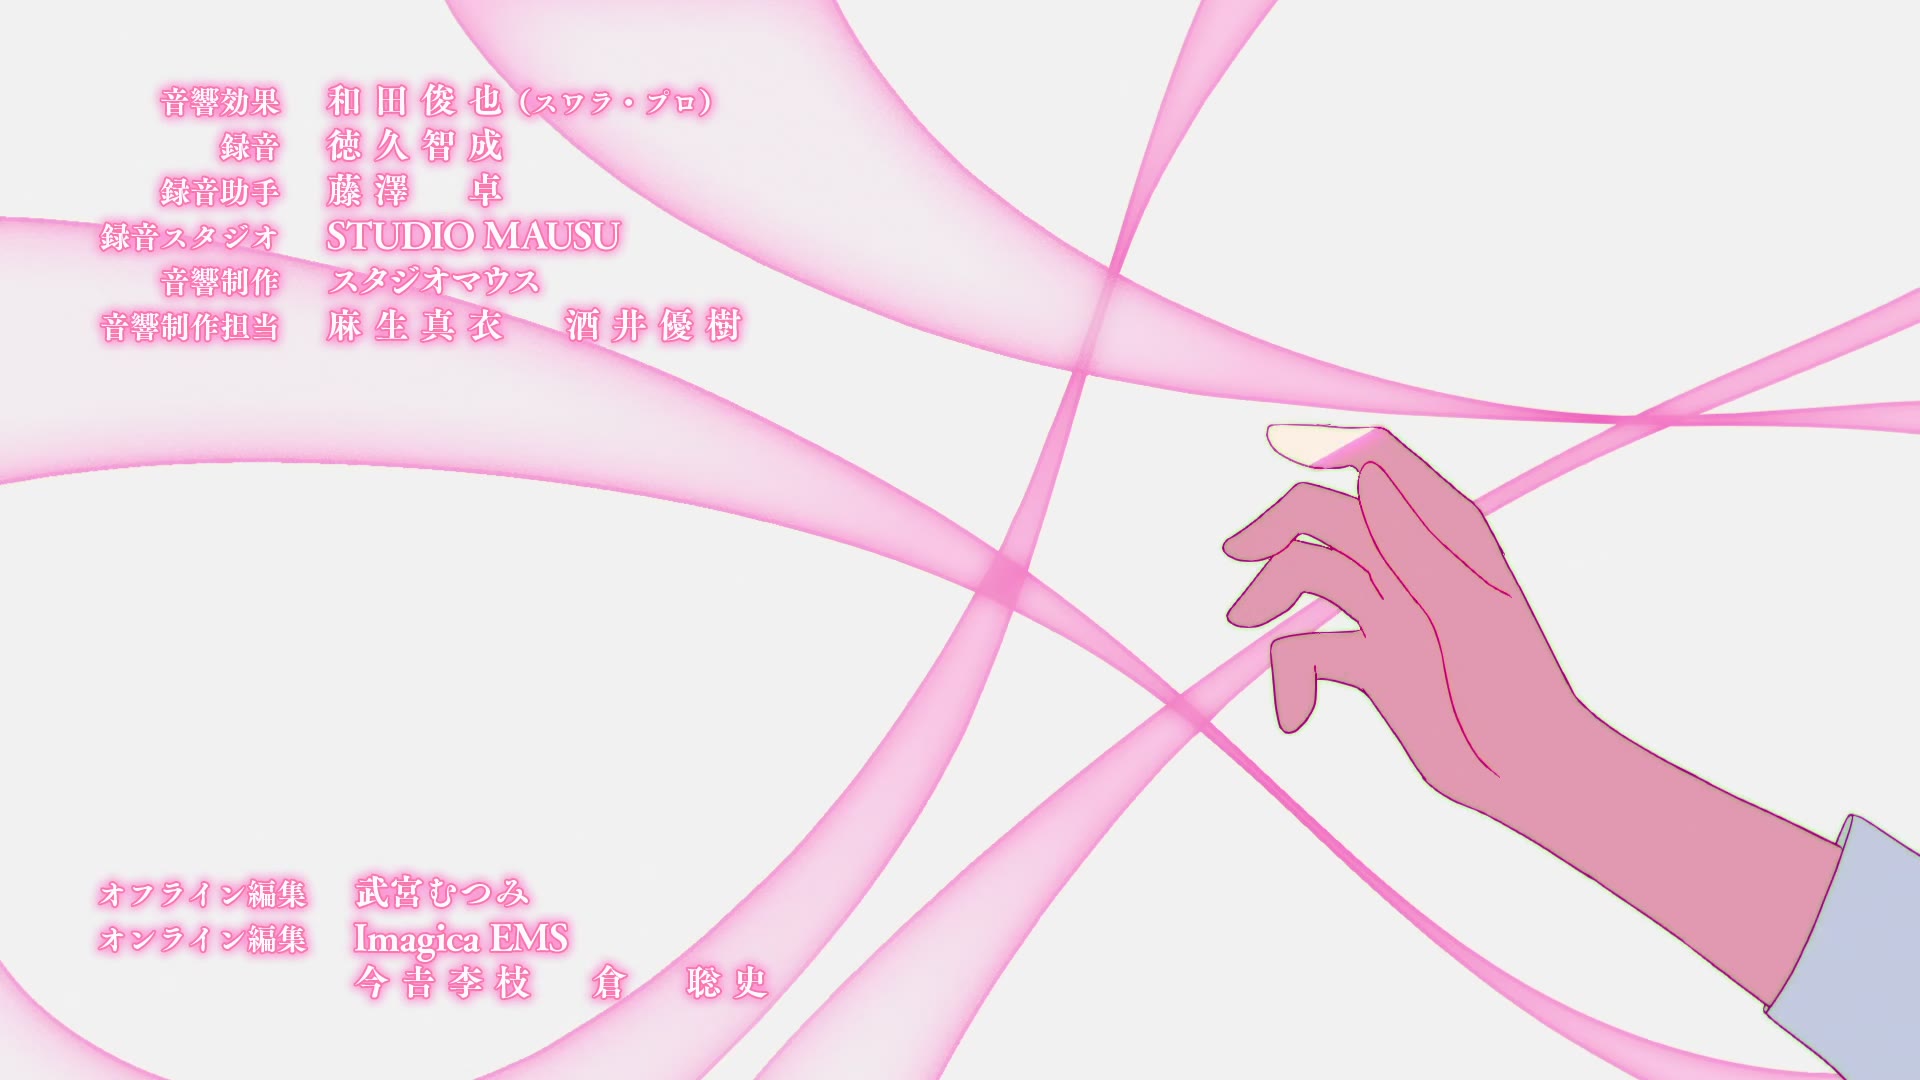 音響効果 和田俊也（スワラ・プロ）
録音 徳久智成
録音助手 藤澤 卓
録音スタジオ STUDIO MAUSU
音響制作 スタジオマウス
音響制作担当 麻生真衣 酒井優樹
オフライン編集 武宮むつみ
オンライン編集 Imagica EMS
今𠮷李枝 倉 聡史